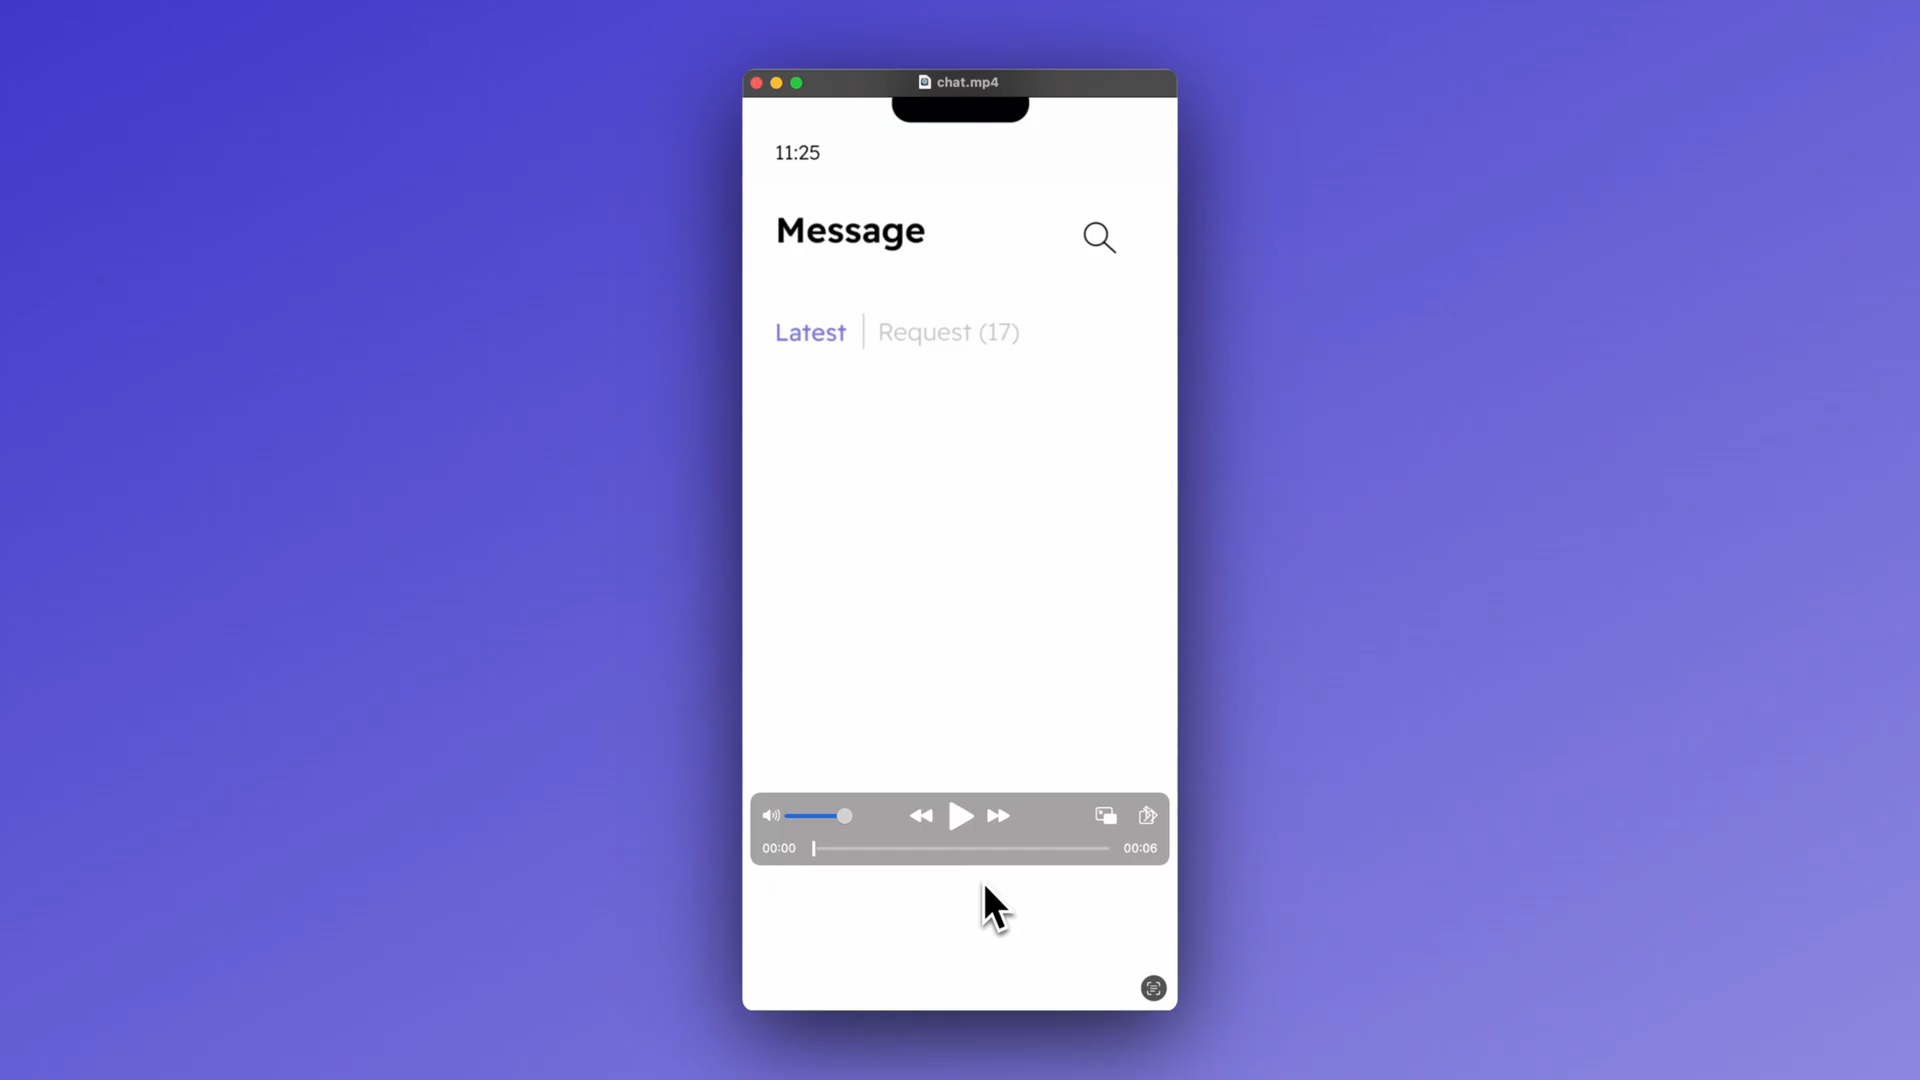 chat.mp4
11:25
Message
Latest
Request (17)
00:00
00:06